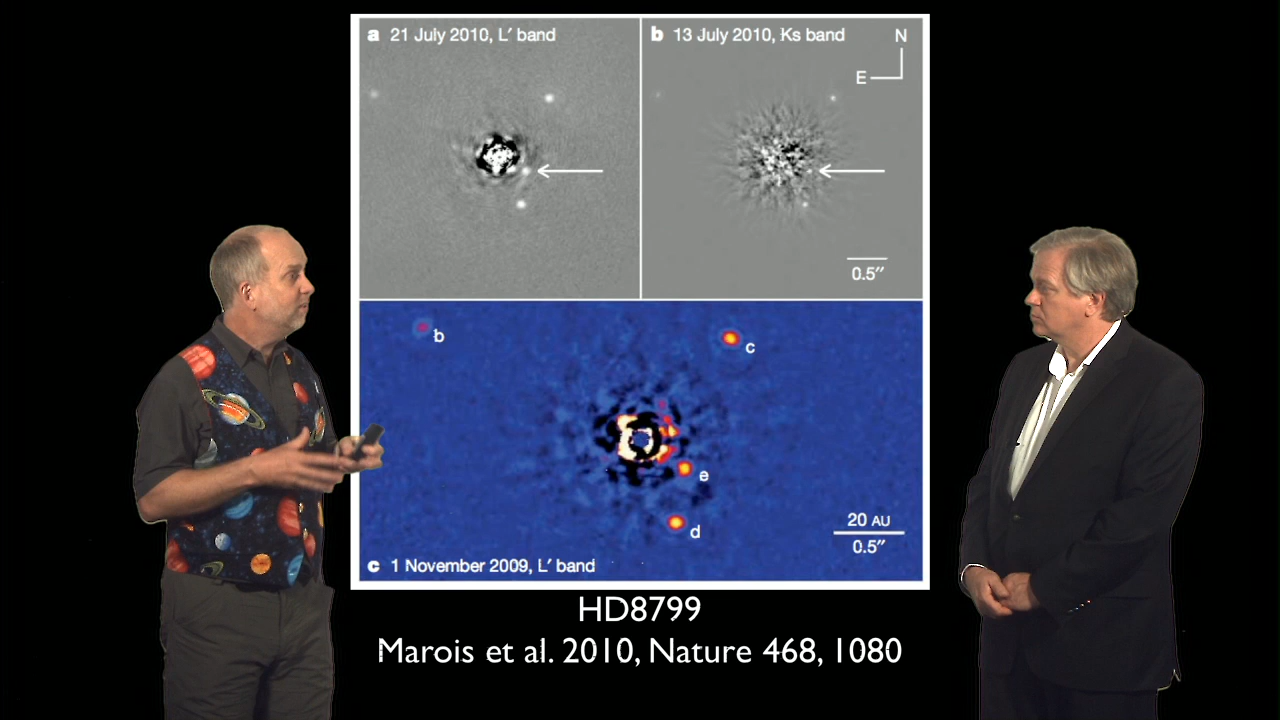 a 21 July 2010, L′ band
b 13 July 2010, Ks band
N
E
0.5″
b
c
e
d
20 AU
0.5″
c 1 November 2009, L′ band
HD8799
Marois et al. 2010, Nature 468, 1080